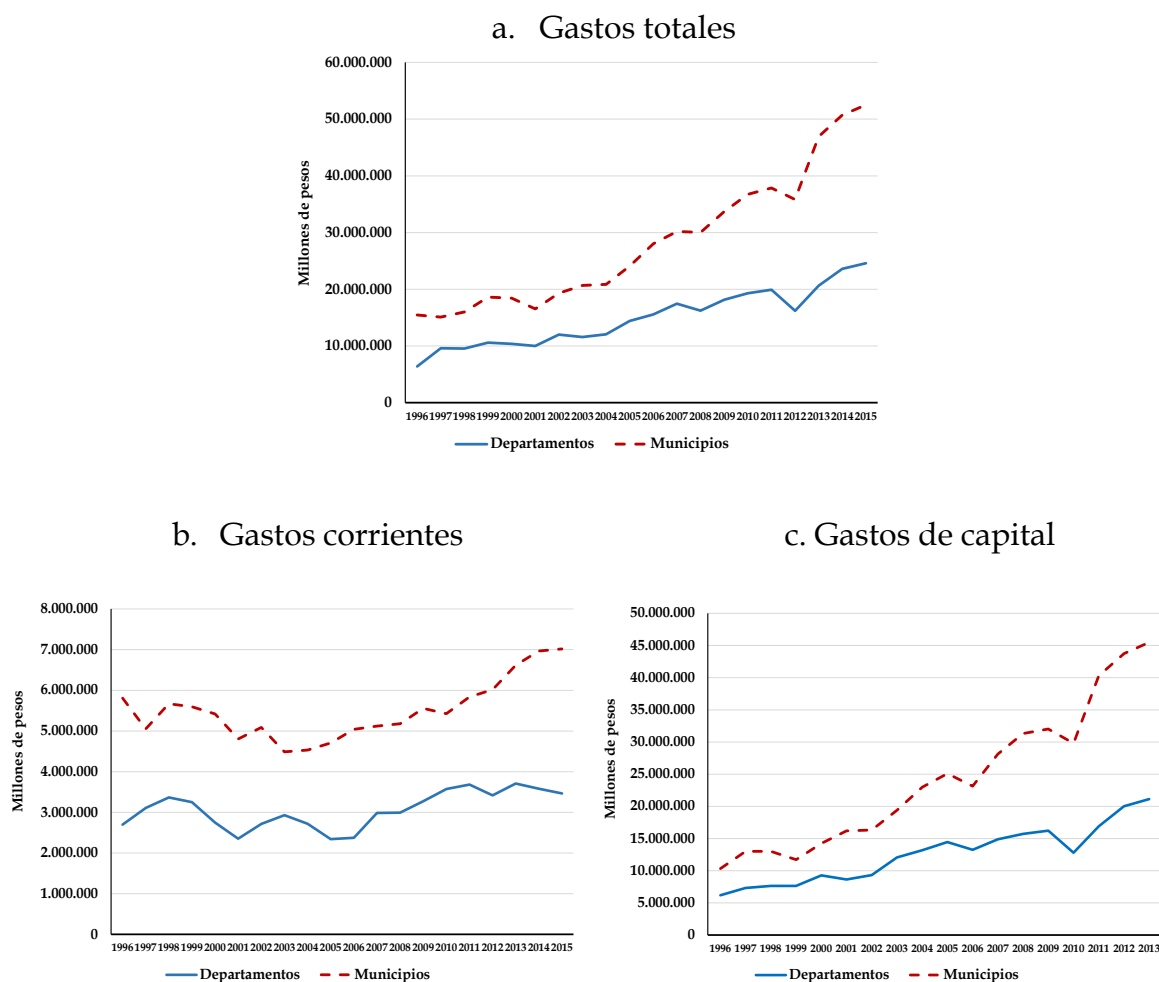 a. Gastos totales
60.000.000
50.000.000
40.000.000
30.000.000
20.000.000
10.000.000
0
Millones de pesos
1996 1997 1998 1999 2000 2001 2002 2003 2004 2005 2006 2007 2008 2009 2010 2011 2012 2013 2014 2015
Departamentos Municipios
b. Gastos corrientes
8.000.000
7.000.000
6.000.000
5.000.000
4.000.000
3.000.000
2.000.000
1.000.000
0
Millones de pesos
1996 1997 1998 1999 2000 2001 2002 2003 2004 2005 2006 2007 2008 2009 2010 2011 2012 2013 2014 2015
Departamentos Municipios
c. Gastos de capital
50.000.000
45.000.000
40.000.000
35.000.000
30.000.000
25.000.000
20.000.000
15.000.000
10.000.000
5.000.000
0
Millones de pesos
1996 1997 1998 1999 2000 2001 2002 2003 2004 2005 2006 2007 2008 2009 2010 2011 2012 2013
Departamentos Municipios